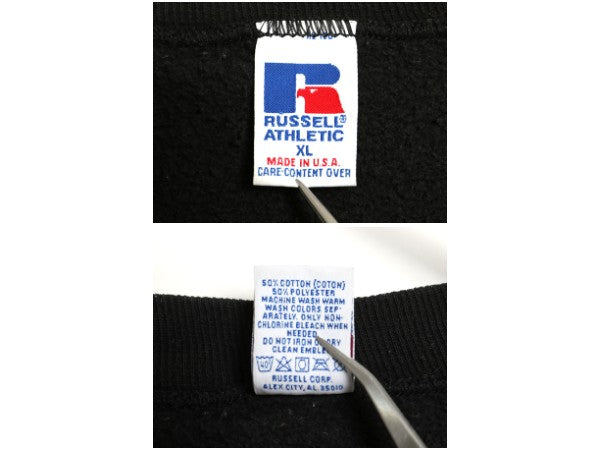 RUSSELL®
ATHLETIC
XL
MADE IN U.S.A.
CARE-CONTENT OVER
50% COTTON (COTON)
50% POLYESTER
MACHINE WASH WARM
WASH COLORS SEP-
ARATELY. ONLY NON-
CHLORINE BLEACH WHEN
NEEDED.
DO NOT IRON OR DRY
CLEAN EMBLEM
40
RUSSELL CORP.
ALEX CITY, AL 35010